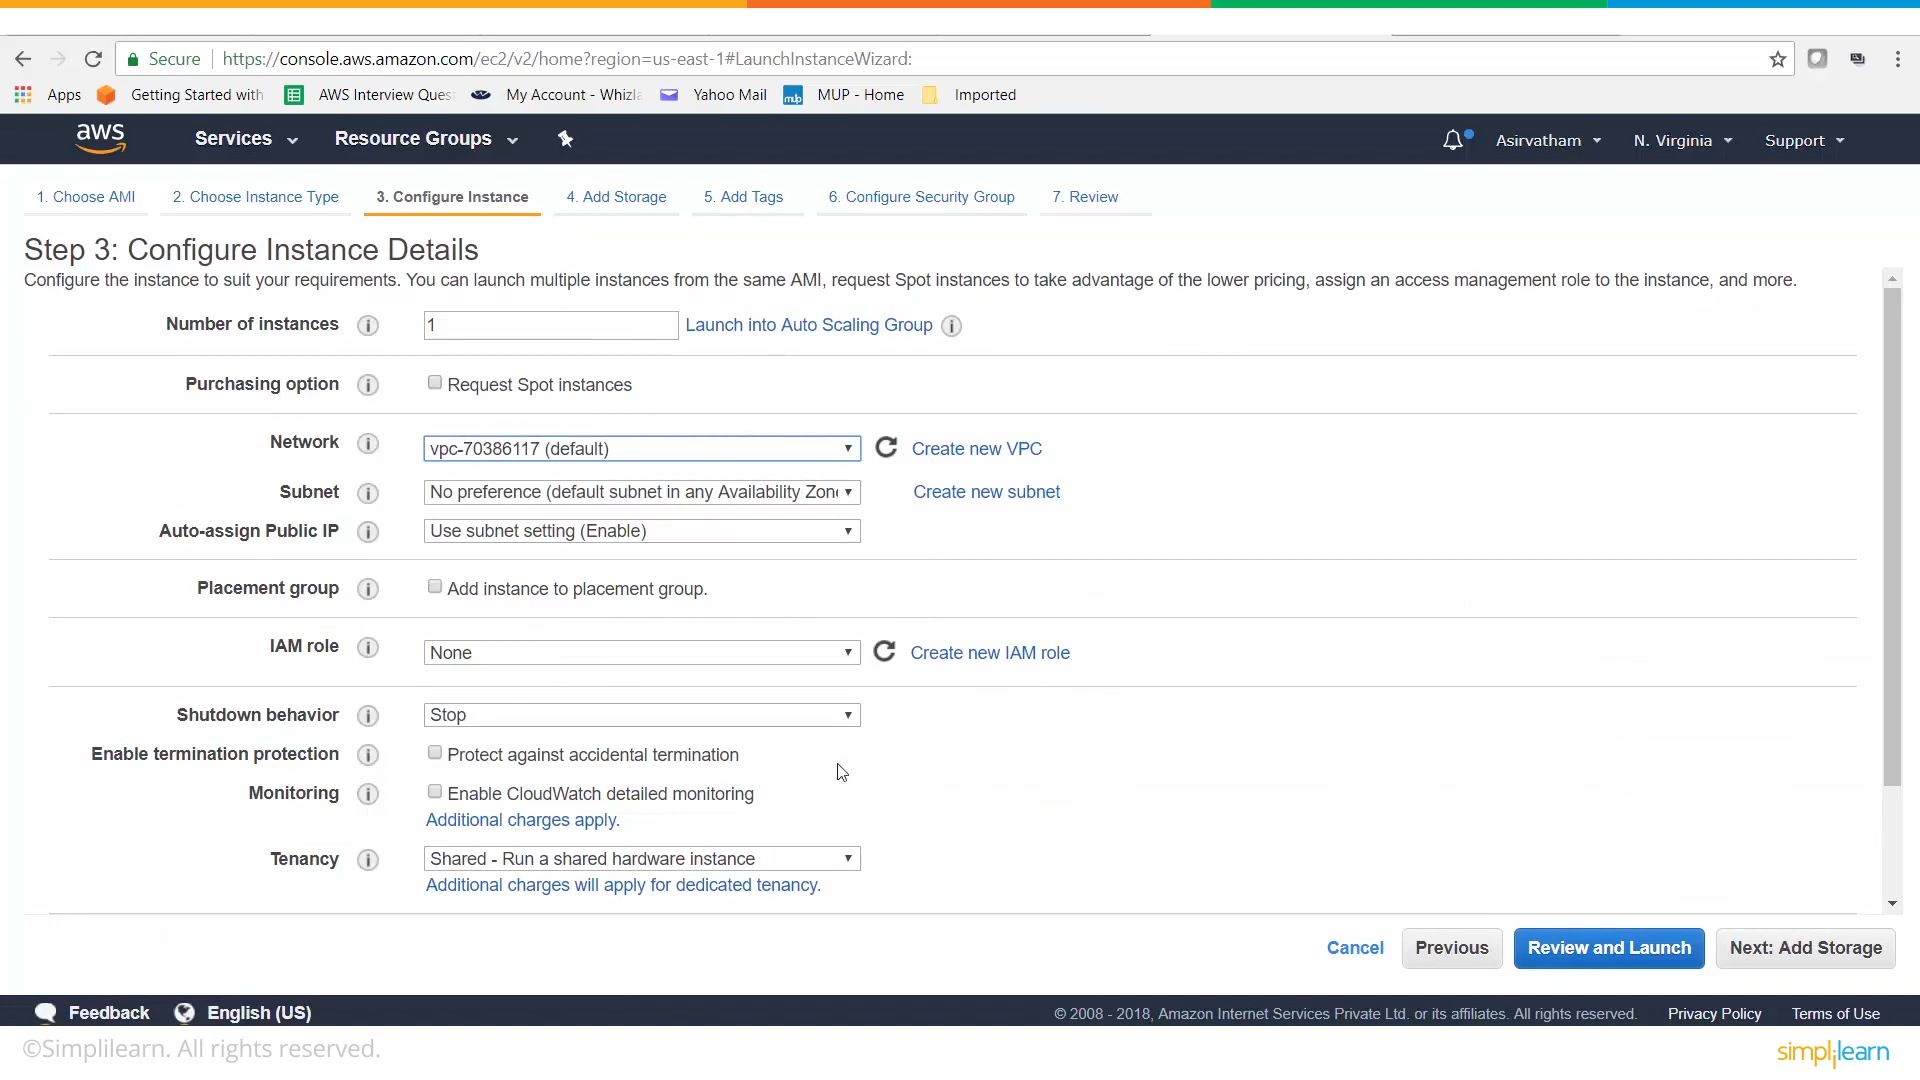 Secure https://console.aws.amazon.com/ec2/v2/home?region=us-east-1#LaunchInstanceWizard:
Apps Getting Started with AWS Interview Ques My Account - Whizla Yahoo Mail mup MUP - Home Imported
aws Services Resource Groups Asirvatham N. Virginia Support
1. Choose AMI 2. Choose Instance Type 3. Configure Instance 4. Add Storage 5. Add Tags 6. Configure Security Group 7. Review
Step 3: Configure Instance Details
Configure the instance to suit your requirements. You can launch multiple instances from the same AMI, request Spot instances to take advantage of the lower pricing, assign an access management role to the instance, and more.
Number of instances i 1 Launch into Auto Scaling Group i
Purchasing option i Request Spot instances
Network i vpc-70386117 (default) Create new VPC
Subnet i No preference (default subnet in any Availability Zone Create new subnet
Auto-assign Public IP i Use subnet setting (Enable)
Placement group i Add instance to placement group.
IAM role i None Create new IAM role
Shutdown behavior i Stop
Enable termination protection i Protect against accidental termination
Monitoring i Enable CloudWatch detailed monitoring
Additional charges apply.
Tenancy i Shared - Run a shared hardware instance
Additional charges will apply for dedicated tenancy.
Cancel Previous Review and Launch Next: Add Storage
Feedback English (US) © 2008 - 2018, Amazon Internet Services Private Ltd. or its affiliates. All rights reserved. Privacy Policy Terms of Use
©Simplilearn. All rights reserved. simplilearn